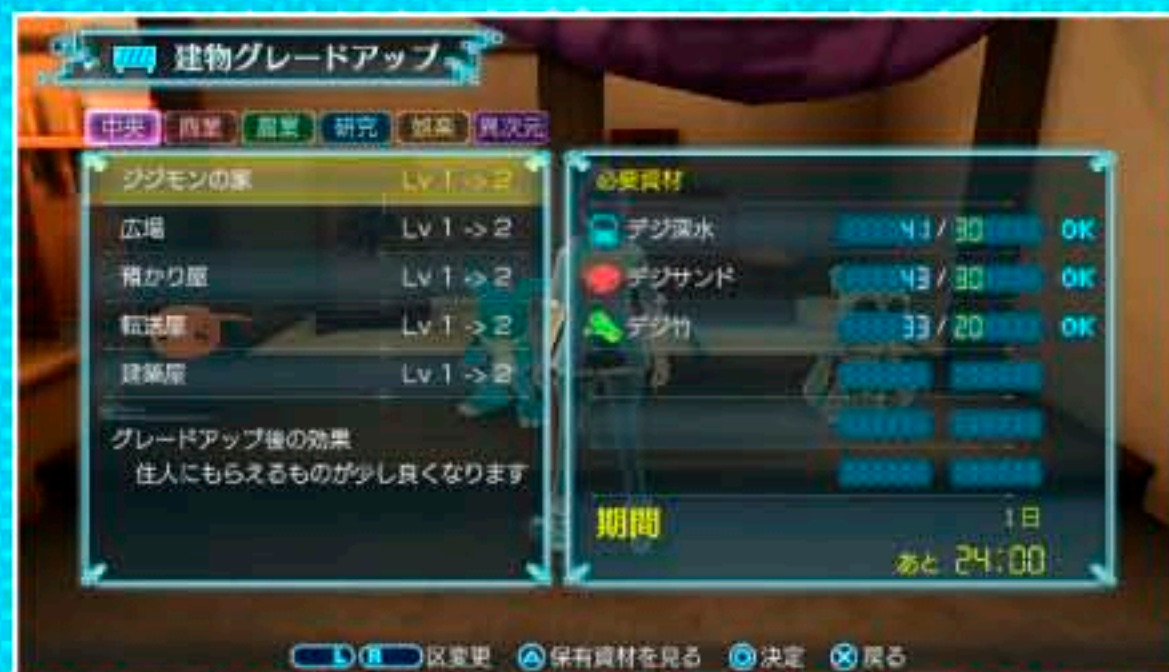 建物グレードアップ
中央 商業 農業 研究 娯楽 異次元
ジジモンの家 Lv 1 -> 2
広場 Lv 1 -> 2
預かり屋 Lv 1 -> 2
転送屋 Lv 1 -> 2
建築屋 Lv 1 -> 2
グレードアップ後の効果
住人にもらえるものが少し良くなります
必要資材
デジ深水 41/30 OK
デジサンド 43/30 OK
デジ竹 33/20 OK
期間 1日
あと 24:00
L R 区変更 △保有資材を見る ○決定 ×戻る